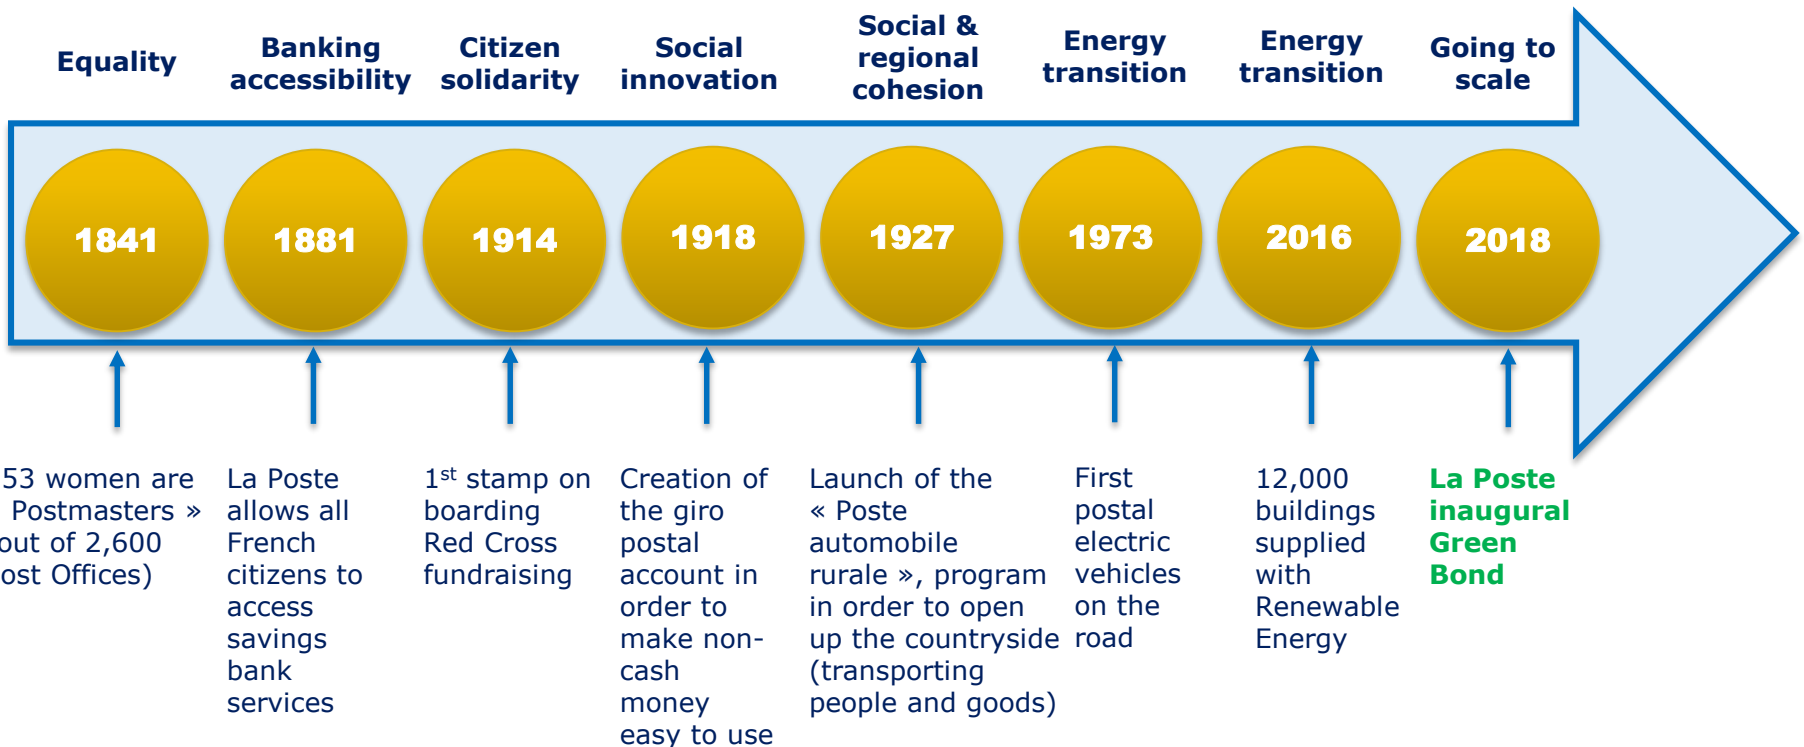 Equality
Banking
accessibility
Citizen
solidarity
Social
innovation
Social &
regional
cohesion
Energy
transition
Energy
transition
Going to
scale
1841
1881
1914
1918
1927
1973
2016
2018
53 women are
Postmasters »
out of 2,600
ost Offices)
La Poste
allows all
French
citizens to
access
savings
bank
services
1st stamp on
boarding
Red Cross
fundraising
Creation of
the giro
postal
account in
order to
make non-
cash
money
easy to use
Launch of the
« Poste
automobile
rurale », program
in order to open
up the countryside
(transporting
people and goods)
First
postal
electric
vehicles
on the
road
12,000
buildings
supplied
with
Renewable
Energy
La Poste
inaugural
Green
Bond